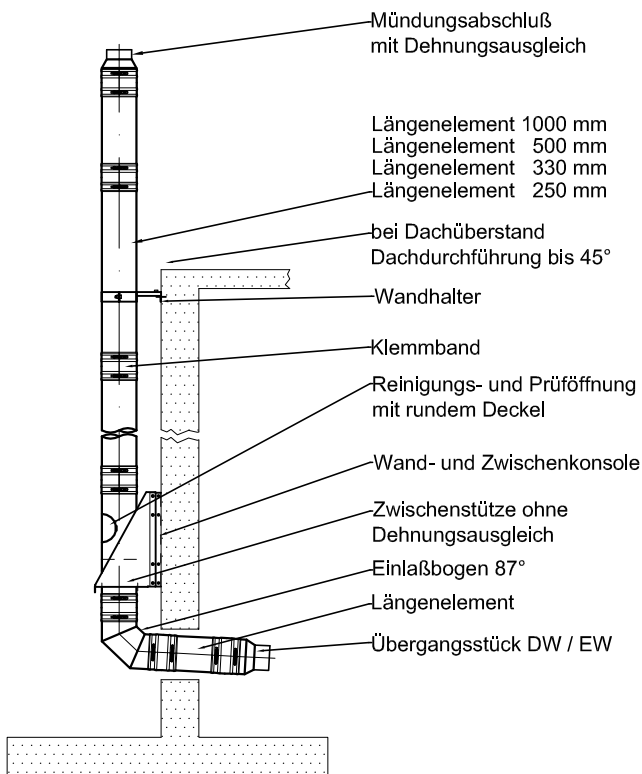 Mündungsabschluß
mit Dehnungsausgleich
Längenelement 1000 mm
Längenelement 500 mm
Längenelement 330 mm
Längenelement 250 mm
bei Dachüberstand
Dachdurchführung bis 45°
Wandhalter
Klemmband
Reinigungs- und Prüföffnung
mit rundem Deckel
Wand- und Zwischenkonsole
Zwischenstütze ohne
Dehnungsausgleich
Einlaßbogen 87°
Längenelement
Übergangsstück DW / EW